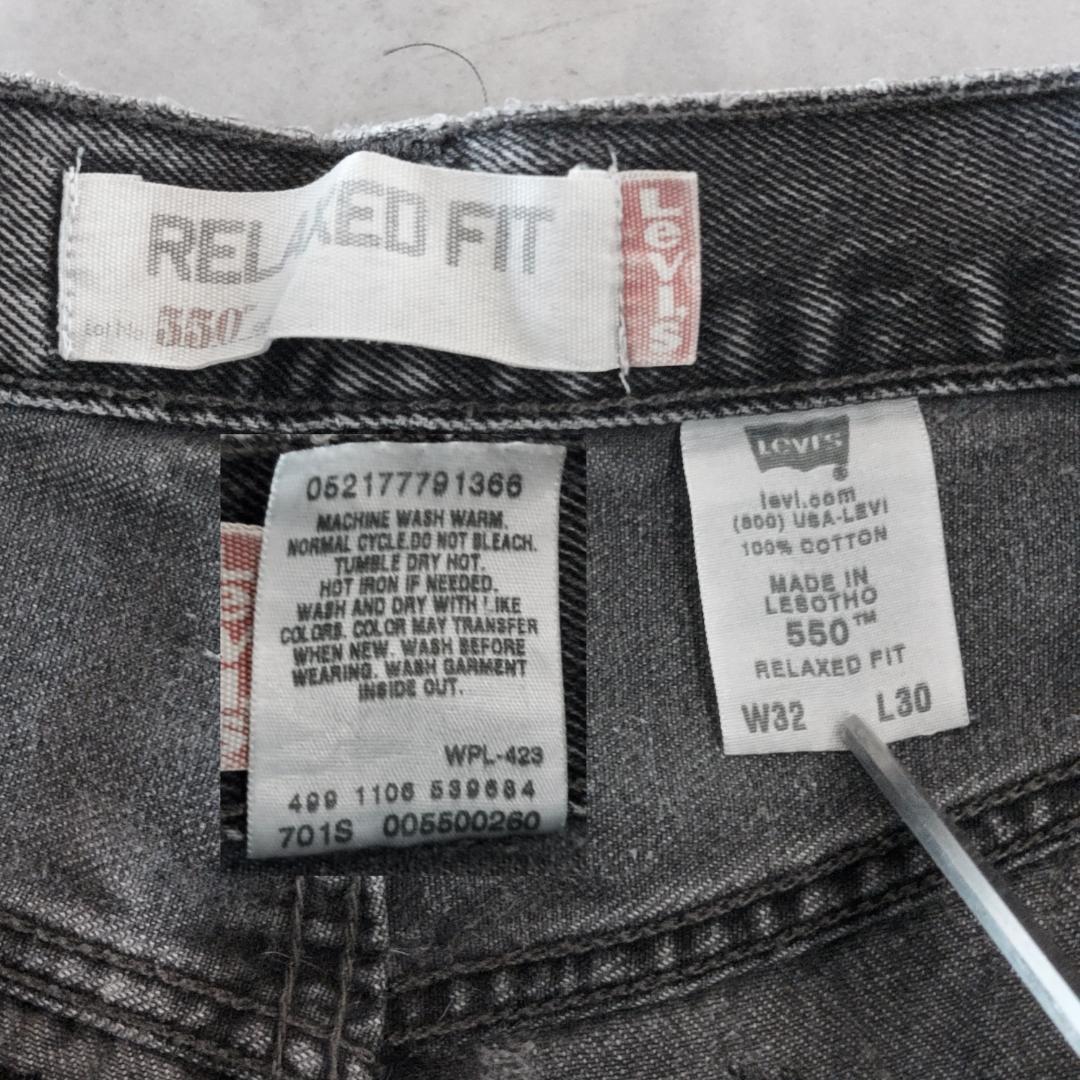 RELAXED FIT
Lot No. 550™
Levi's
052177791366
MACHINE WASH WARM.
NORMAL CYCLE.DO NOT BLEACH.
TUMBLE DRY HOT.
HOT IRON IF NEEDED.
WASH AND DRY WITH LIKE
COLORS. COLOR MAY TRANSFER
WHEN NEW. WASH BEFORE
WEARING. WASH GARMENT
INSIDE OUT.
WPL-423
499 1106 539684
701S 005500260
LEVI'S
®
levi.com
(800) USA-LEVI
100% COTTON
MADE IN
LESOTHO
550™
RELAXED FIT
W32 L30